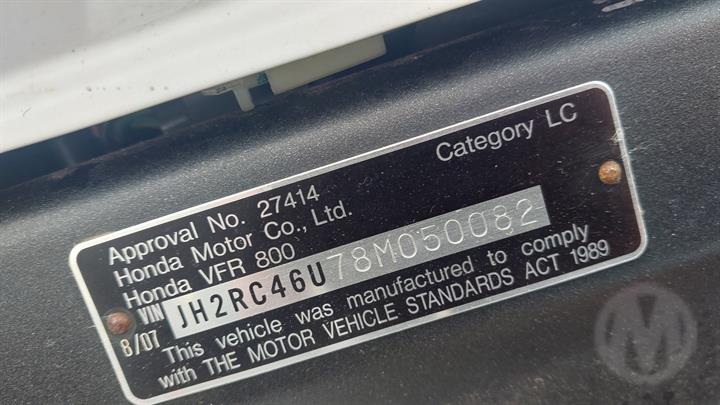 Approval No. 27414 Category LC
Honda Motor Co., Ltd.
Honda VFR 800
VIN JH2RC46U78M050082
8/07 This vehicle was manufactured to comply
with THE MOTOR VEHICLE STANDARDS ACT 1989
M